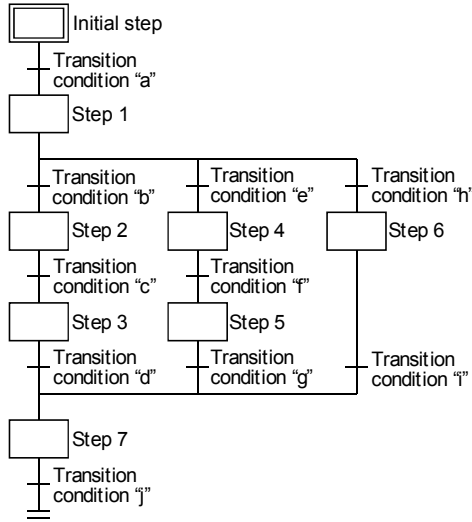 Initial step
Transition
condition “a”
Step 1
Transition
condition “b”
Transition
condition “e”
Transition
condition “h”
Step 2
Step 4
Step 6
Transition
condition “c”
Transition
condition “f”
Step 3
Step 5
Transition
condition “d”
Transition
condition “g”
Transition
condition “i”
Step 7
Transition
condition “j”